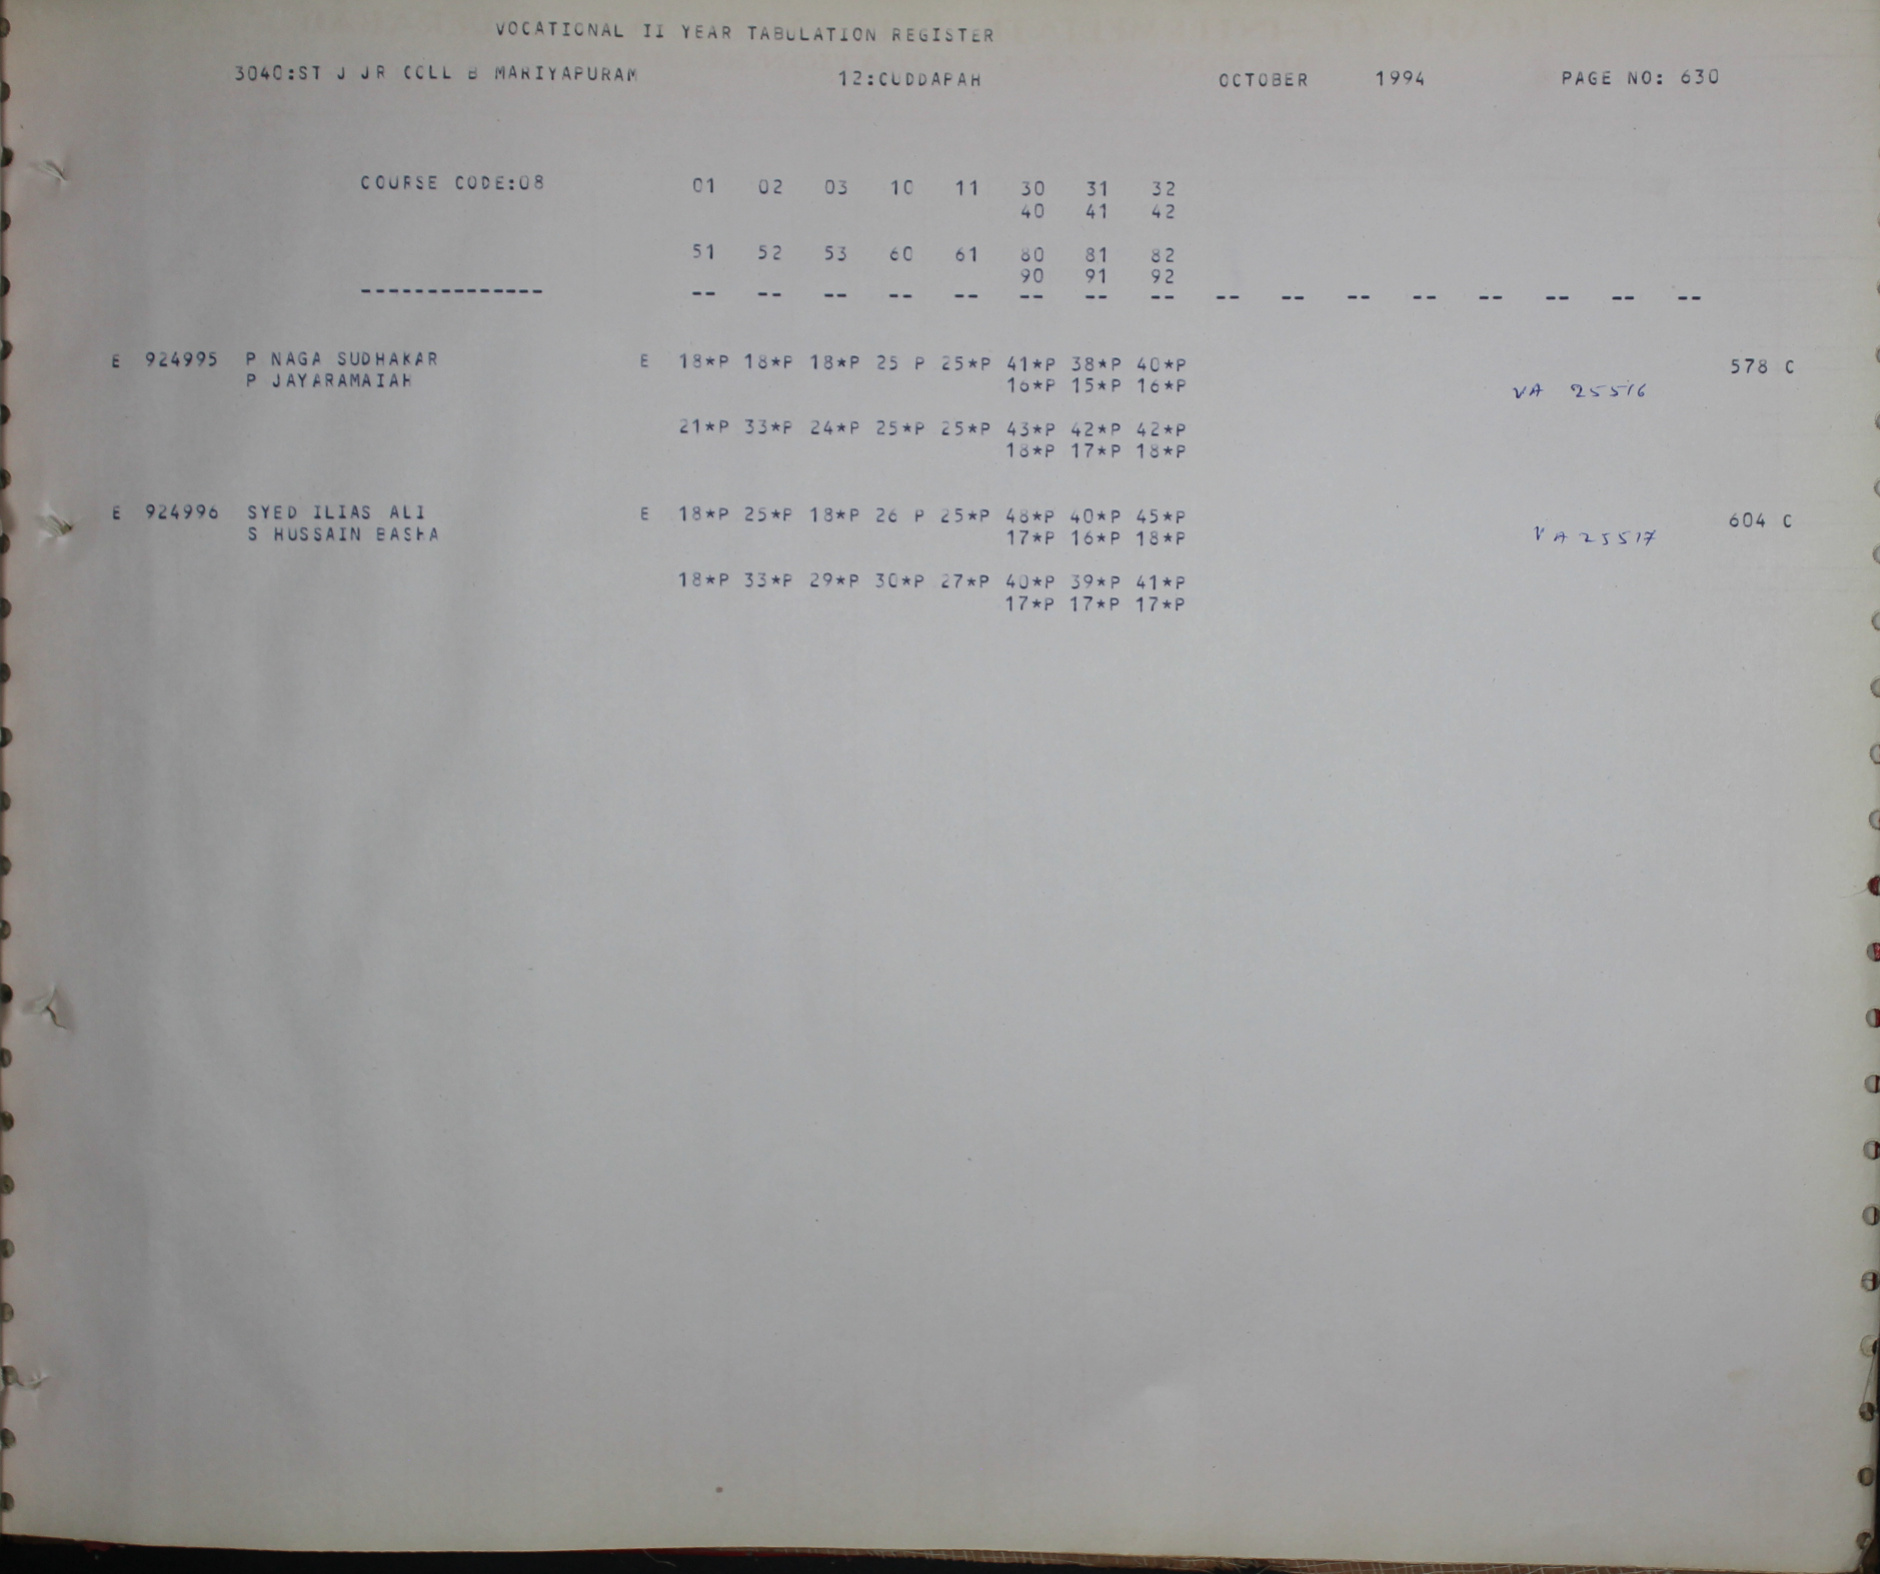 VOCATIONAL II YEAR TABULATION REGISTER
3040:ST J JR COLL B MARIYAPURAM 12:CUDDAPAH OCTOBER 1994 PAGE NO: 630
COURSE CODE:08 01 02 03 10 11 30 31 32
40 41 42
51 52 53 60 61 80 81 82
90 91 92
-------------- -- -- -- -- -- -- -- -- -- -- -- -- -- -- -- --
E 924995 P NAGA SUDHAKAR E 18*P 18*P 18*P 25 P 25*P 41*P 38*P 40*P 578 C
P JAYARAMAIAH 16*P 15*P 16*P VA 25516
21*P 33*P 24*P 25*P 25*P 43*P 42*P 42*P
18*P 17*P 18*P
E 924996 SYED ILIAS ALI E 18*P 25*P 18*P 26 P 25*P 48*P 40*P 45*P 604 C
S HUSSAIN BASHA 17*P 16*P 18*P VA 25517
18*P 33*P 29*P 30*P 27*P 40*P 39*P 41*P
17*P 17*P 17*P